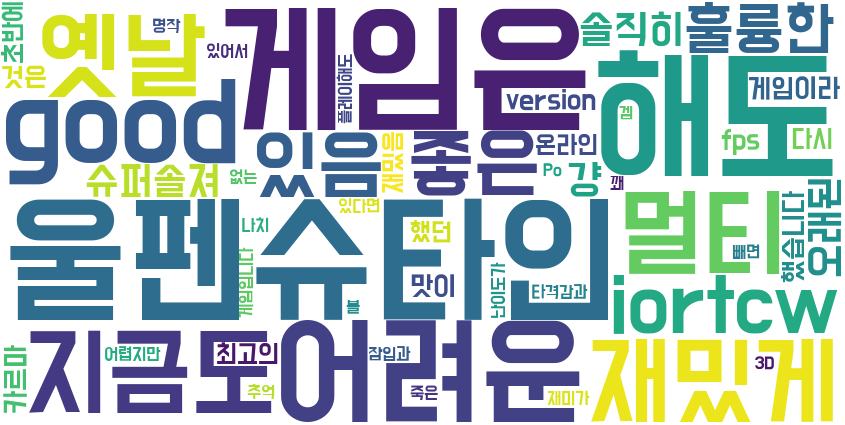 초반에
명작
있어서
것은
옛날
게임은
플레이해도
솔직히
훌륭한
해도
게임이라
version
겜
fps
다시
good
슈퍼솔져
없는
있음
재밌음
좋은
온라인
Po
걍
꽤
있다면
나치
했던
울펜슈타인
멀티
했습니다
오래된
빼면
게임입니다
맛이
난이도가
타격감과
iortcw
블
카르마
지금도
어렵지만
최고의
추억
어려운
잠입과
죽은
재미가
재밌게
3D